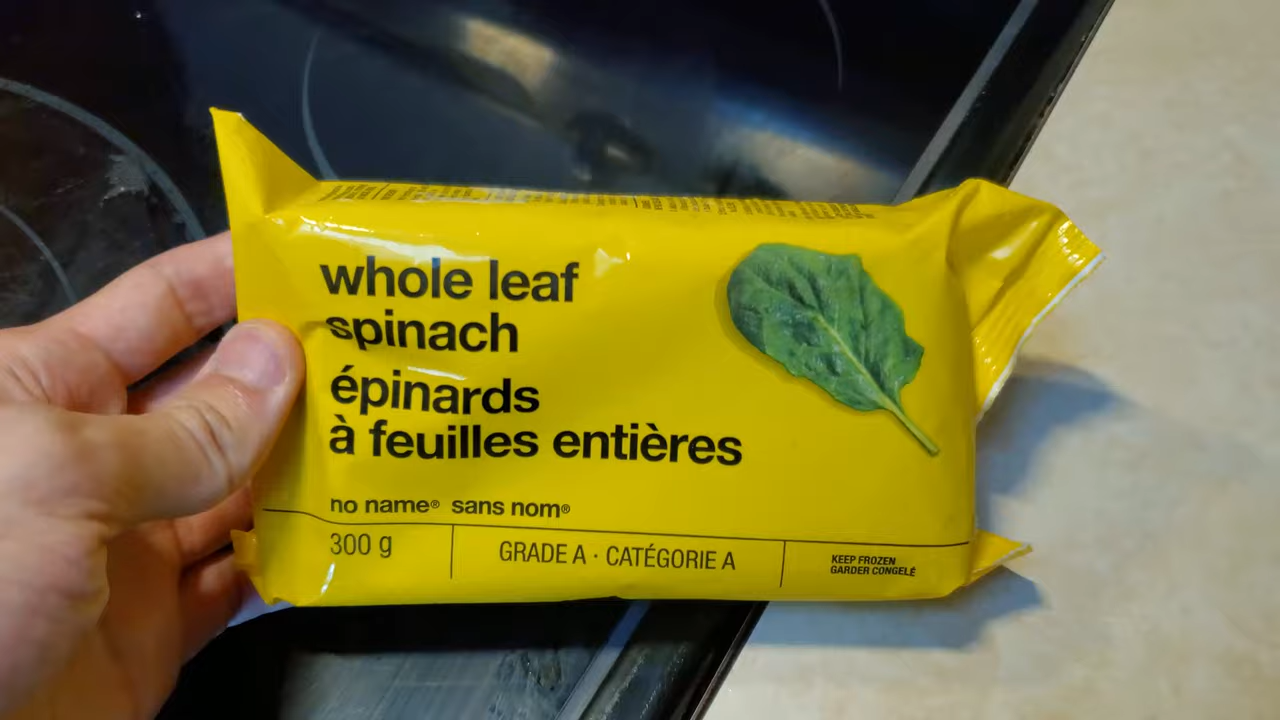 whole leaf
spinach
épinards
à feuilles entières
no name® sans nom®
300 g
GRADE A · CATÉGORIE A
KEEP FROZEN
GARDER CONGELÉ